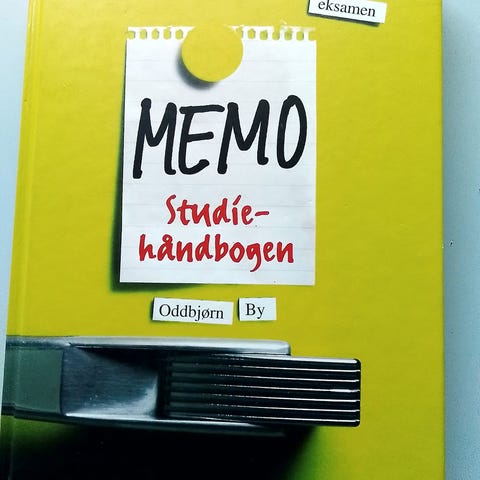 eksamen
MEMO
Studie-
håndbogen
Oddbjørn By